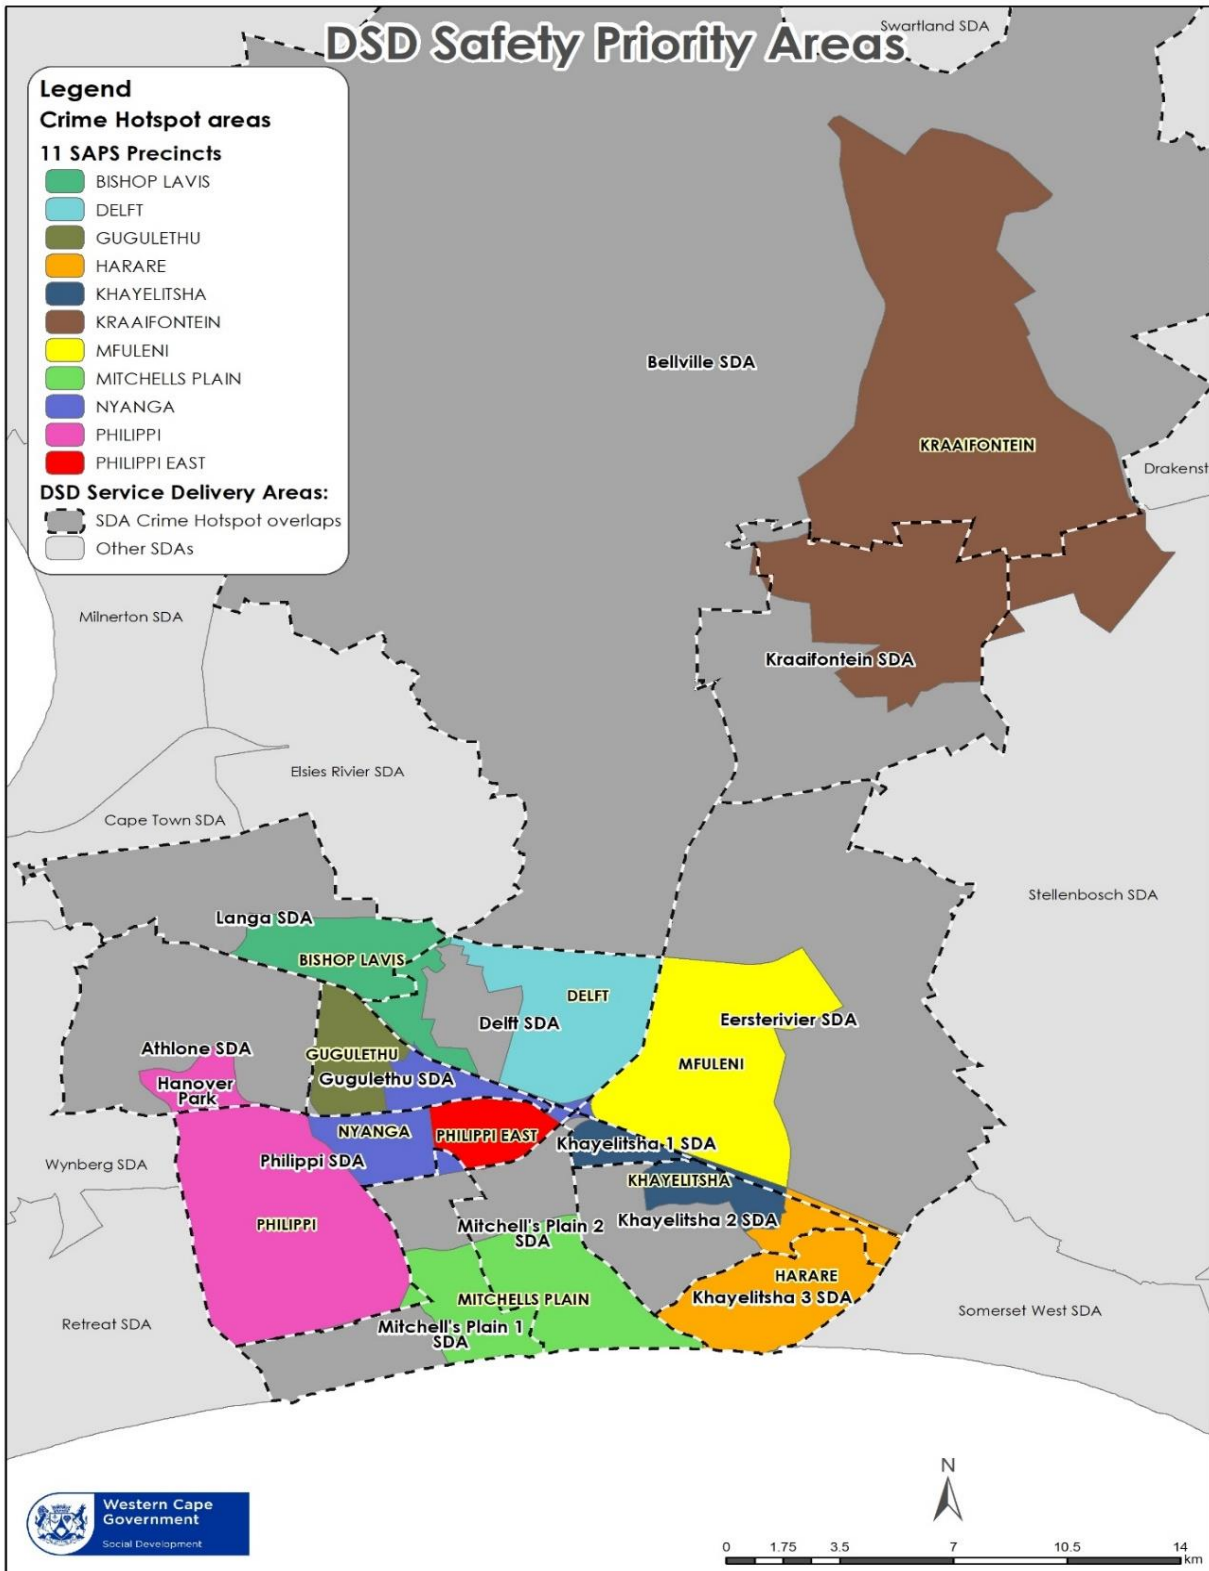 DSD Safety Priority Areas
Swartland SDA
Legend
Crime Hotspot areas
11 SAPS Precincts
BISHOP LAVIS
DELFT
GUGULETHU
HARARE
KHAYELITSHA
KRAAIFONTEIN
MFULENI
MITCHELLS PLAIN
NYANGA
PHILIPPI
PHILIPPI EAST
DSD Service Delivery Areas:
SDA Crime Hotspot overlaps
Other SDAs
Bellville SDA
KRAAIFONTEIN
Drakenst
Milnerton SDA
Kraaifontein SDA
Elsies Rivier SDA
Cape Town SDA
Stellenbosch SDA
Langa SDA
BISHOP LAVIS
DELFT
Delft SDA
Eersterivier SDA
Athlone SDA
GUGULETHU
MFULENI
Gugulethu SDA
Hanover
Park
NYANGA
PHILIPPI EAST
Khayelitsha 1 SDA
Wynberg SDA
Philippi SDA
KHAYELITSHA
PHILIPPI
Mitchell's Plain 2
SDA
Khayelitsha 2 SDA
HARARE
MITCHELLS PLAIN
Khayelitsha 3 SDA
Somerset West SDA
Retreat SDA
Mitchell's Plain 1
SDA
N
Western Cape
Government
Social Development
0 1.75 3.5 7 10.5 14
km